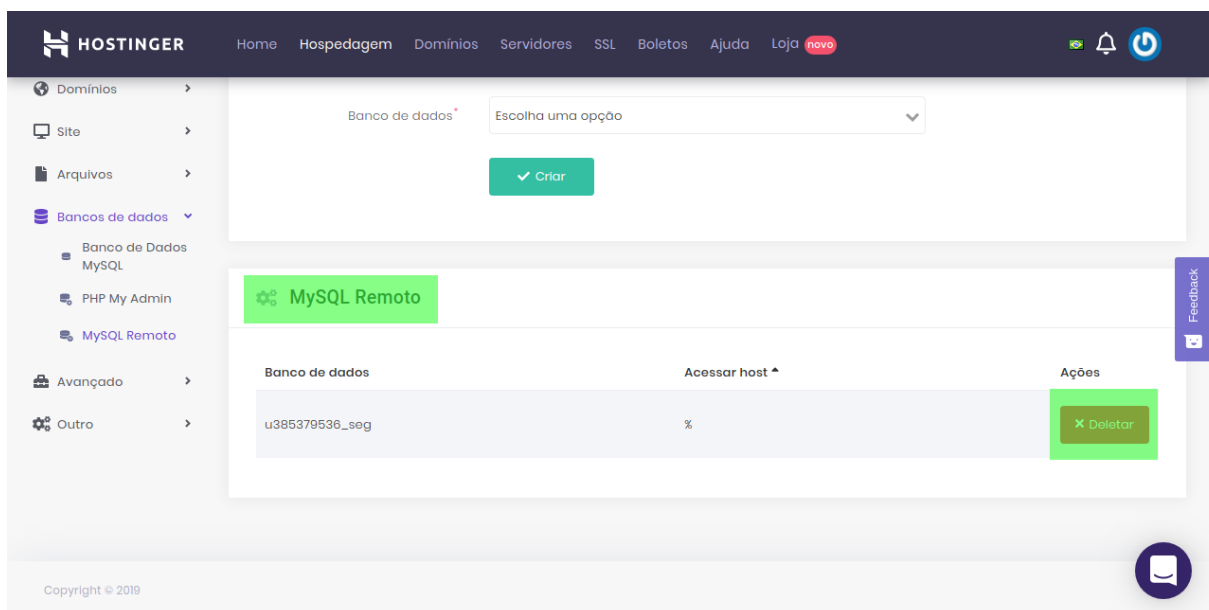 HOSTINGER Home Hospedagem Domínios Servidores SSL Boletos Ajuda Loja novo
Domínios
Site
Arquivos
Bancos de dados
Banco de Dados
MySQL
PHP My Admin
MySQL Remoto
Avançado
Outro
Banco de dados* Escolha uma opção
Criar
MySQL Remoto
Banco de dados Acessar host Ações
u385379536_seg % Deletar
Feedback
Copyright © 2019